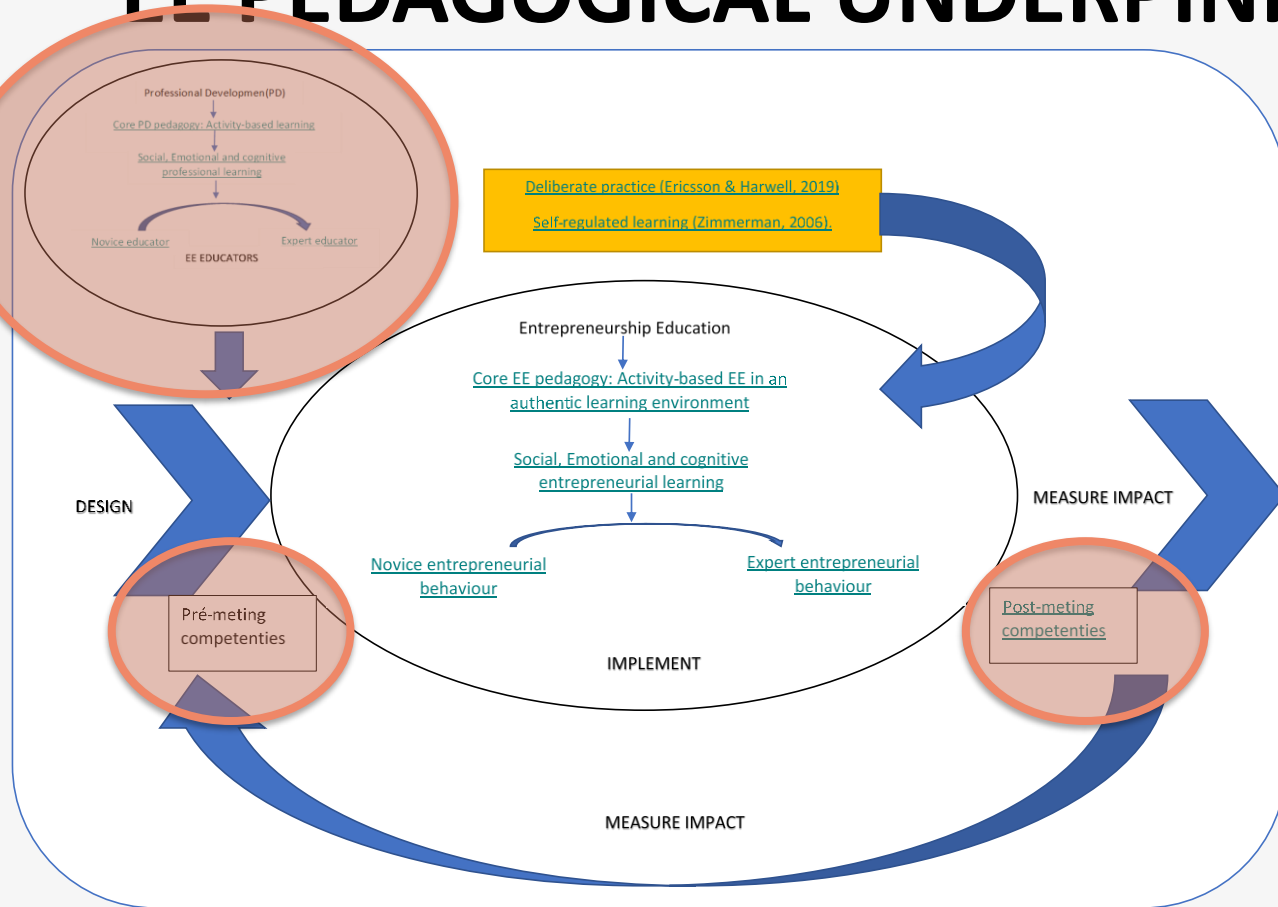 EE PEDAGOGICAL
Professional Developmen(PD)
Core PD pedagogy: Activity-based learning
Social, Emotional and cognitive
professional learning
Novice educator
Expert educator
EE EDUCATORS
Deliberate practice (Ericsson & Harwell, 2019)
Self-regulated learning (Zimmerman, 2006).
Entrepreneurship Education
Core EE pedagogy: Activity-based EE in an
authentic learning environment
Social, Emotional and cognitive
entrepreneurial learning
Novice entrepreneurial
behaviour
Expert entrepreneurial
behaviour
IMPLEMENT
DESIGN
Pré-meting
competenties
MEASURE IMPACT
Post-meting
competenties
MEASURE IMPACT